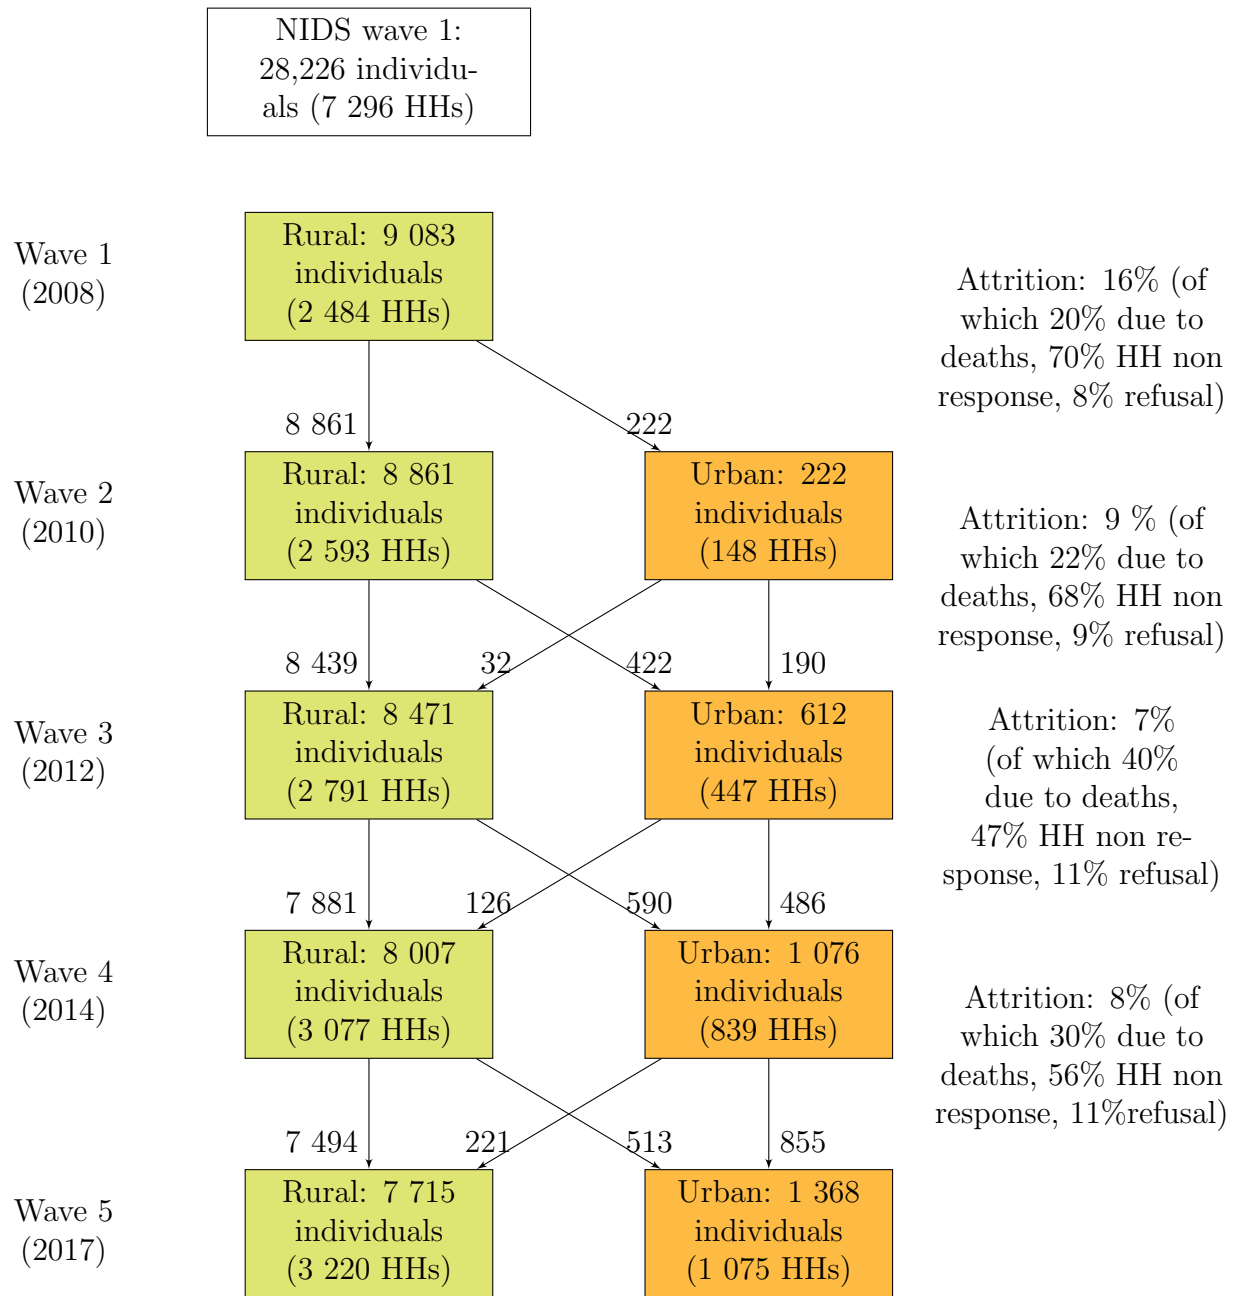 NIDS wave 1:
28,226 individu-
als (7 296 HHs)
Wave 1
(2008)
Rural: 9 083
individuals
(2 484 HHs)
Attrition: 16% (of
which 20% due to
deaths, 70% HH non
response, 8% refusal)
8 861
222
Wave 2
(2010)
Rural: 8 861
individuals
(2 593 HHs)
Urban: 222
individuals
(148 HHs)
Attrition: 9 % (of
which 22% due to
deaths, 68% HH non
response, 9% refusal)
8 439
32
422
190
Wave 3
(2012)
Rural: 8 471
individuals
(2 791 HHs)
Urban: 612
individuals
(447 HHs)
Attrition: 7%
(of which 40%
due to deaths,
47% HH non re-
sponse, 11% refusal)
7 881
126
590
486
Wave 4
(2014)
Rural: 8 007
individuals
(3 077 HHs)
Urban: 1 076
individuals
(839 HHs)
Attrition: 8% (of
which 30% due to
deaths, 56% HH non
response, 11%refusal)
7 494
221
513
855
Wave 5
(2017)
Rural: 7 715
individuals
(3 220 HHs)
Urban: 1 368
individuals
(1 075 HHs)